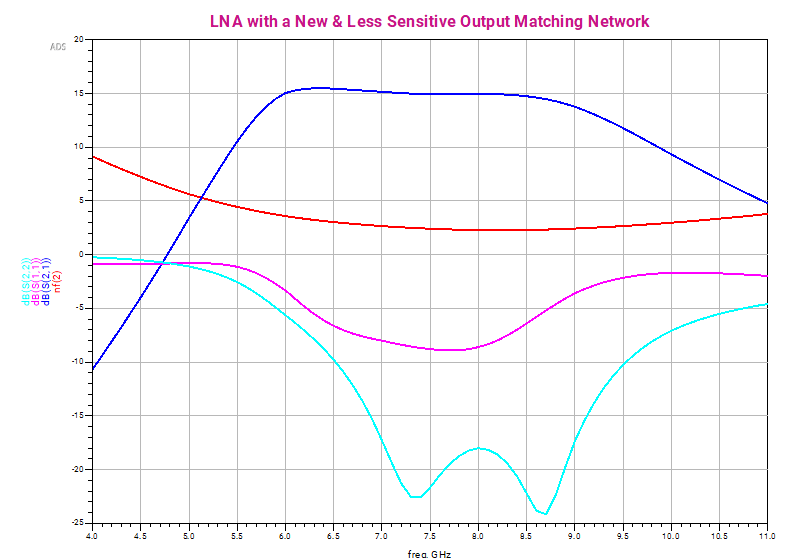 LNA with a New & Less Sensitive Output Matching Network
ADS
20
15
10
5
0
-5
-10
-15
-20
-25
dB(S(2,2))
dB(S(1,1))
dB(S(2,1))
nf(2)
4.0 4.5 5.0 5.5 6.0 6.5 7.0 7.5 8.0 8.5 9.0 9.5 10.0 10.5 11.0
freq, GHz